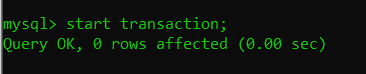 mysql> start transaction;
Query OK, 0 rows affected (0.00 sec)